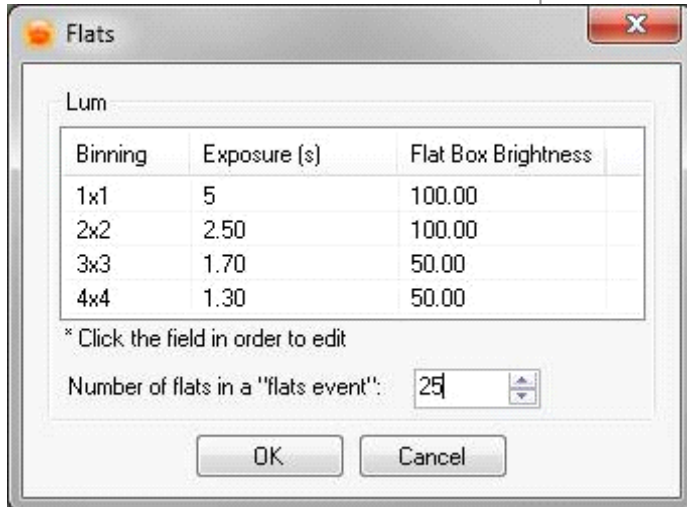 Flats
Lum
Binning Exposure (s) Flat Box Brightness
1x1 5 100.00
2x2 2.50 100.00
3x3 1.70 50.00
4x4 1.30 50.00
* Click the field in order to edit
Number of flats in a "flats event": 25
OK Cancel